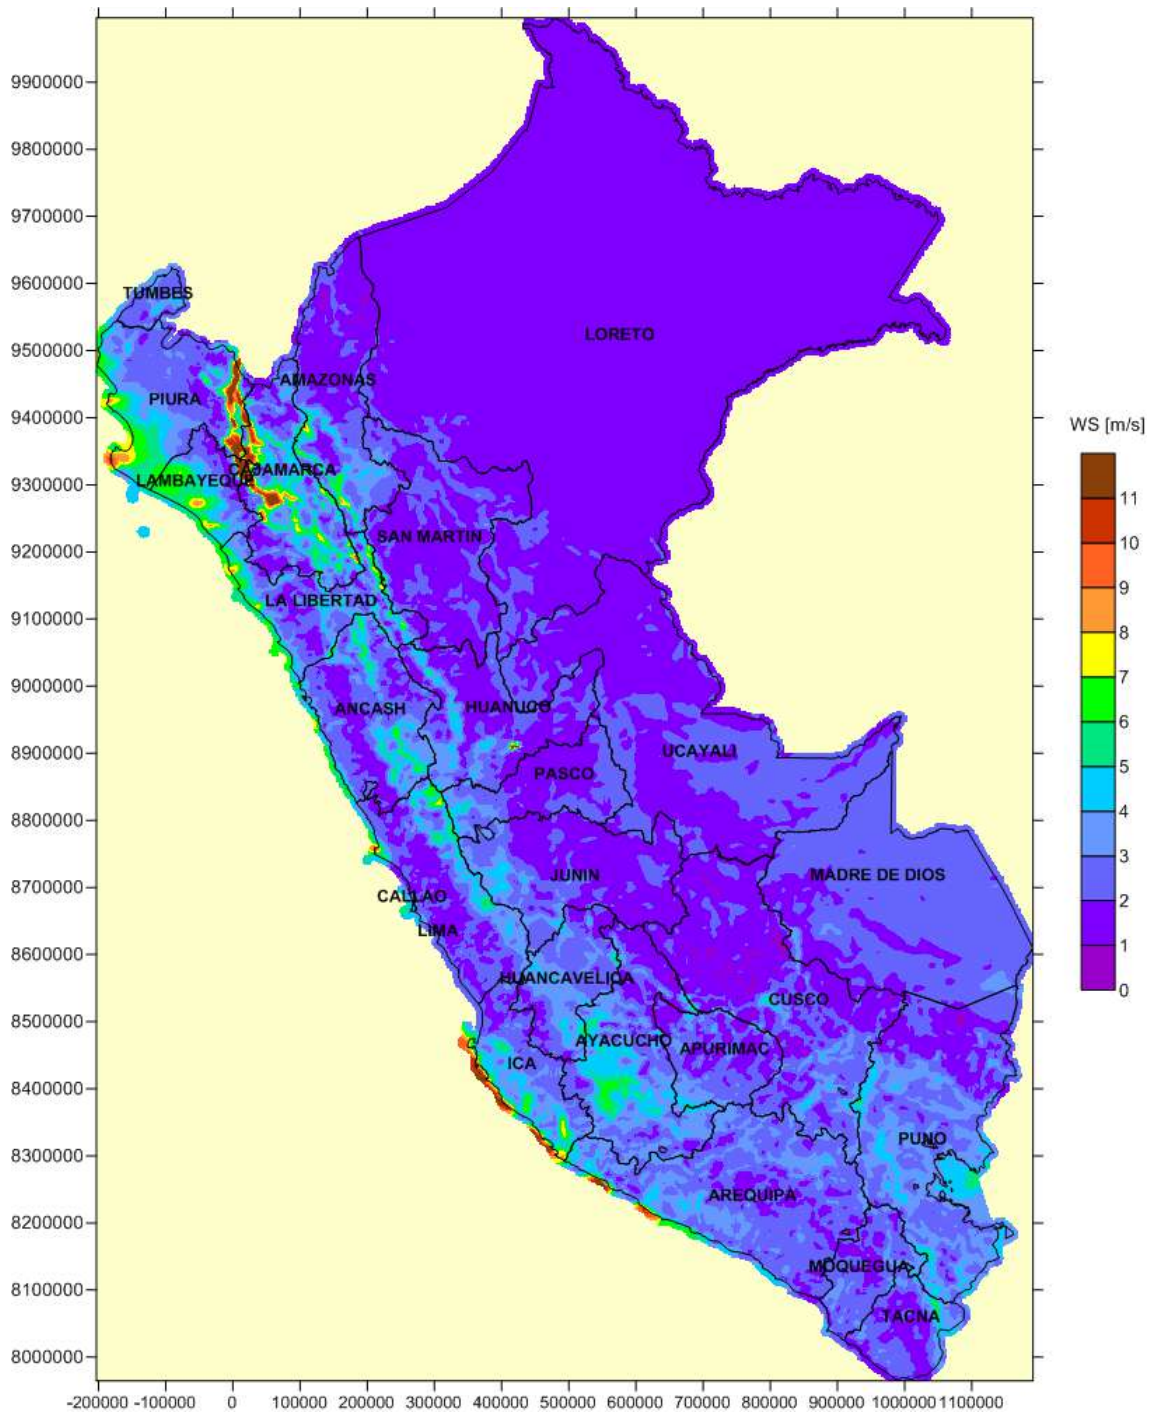 9900000
9800000
9700000
9600000
TUMBES
LORETO
9500000
AMAZONAS
PIURA
9400000
WS [m/s]
CAJAMARCA
LAMBAYEQUE
9300000
11
SAN MARTIN
10
9200000
9
LA LIBERTAD
8
9100000
7
9000000
ANCASH
HUANUCO
6
8900000
UCAYALI
PASCO
5
8800000
4
3
JUNIN
MADRE DE DIOS
8700000
CALLAO
2
LIMA
1
8600000
HUANCAVELICA
CUSCO
0
8500000
AYACUCHO
APURIMAC
ICA
8400000
PUNO
8300000
AREQUIPA
8200000
MOQUEGUA
8100000
TACNA
8000000
-200000 -100000 0 100000 200000 300000 400000 500000 600000 700000 800000 900000 1000000 1100000